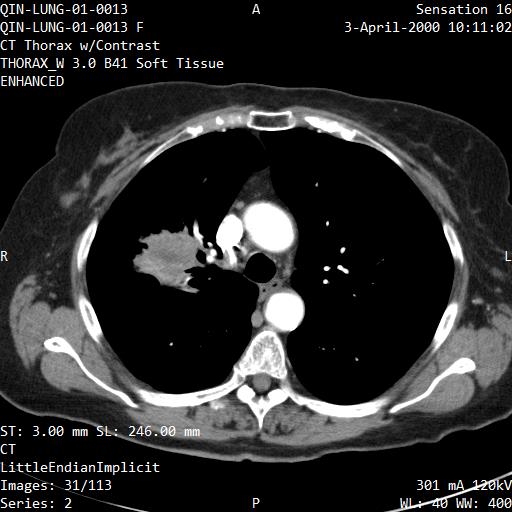 QIN-LUNG-01-0013 A Sensation 16
QIN-LUNG-01-0013 F 3-April-2000 10:11:02
CT Thorax w/Contrast
THORAX_W 3.0 B41 Soft Tissue
ENHANCED
R L
ST: 3.00 mm SL: 246.00 mm
CT
LittleEndianImplicit
Images: 31/113 301 mA 120kV
Series: 2 P WL: 40 WW: 400